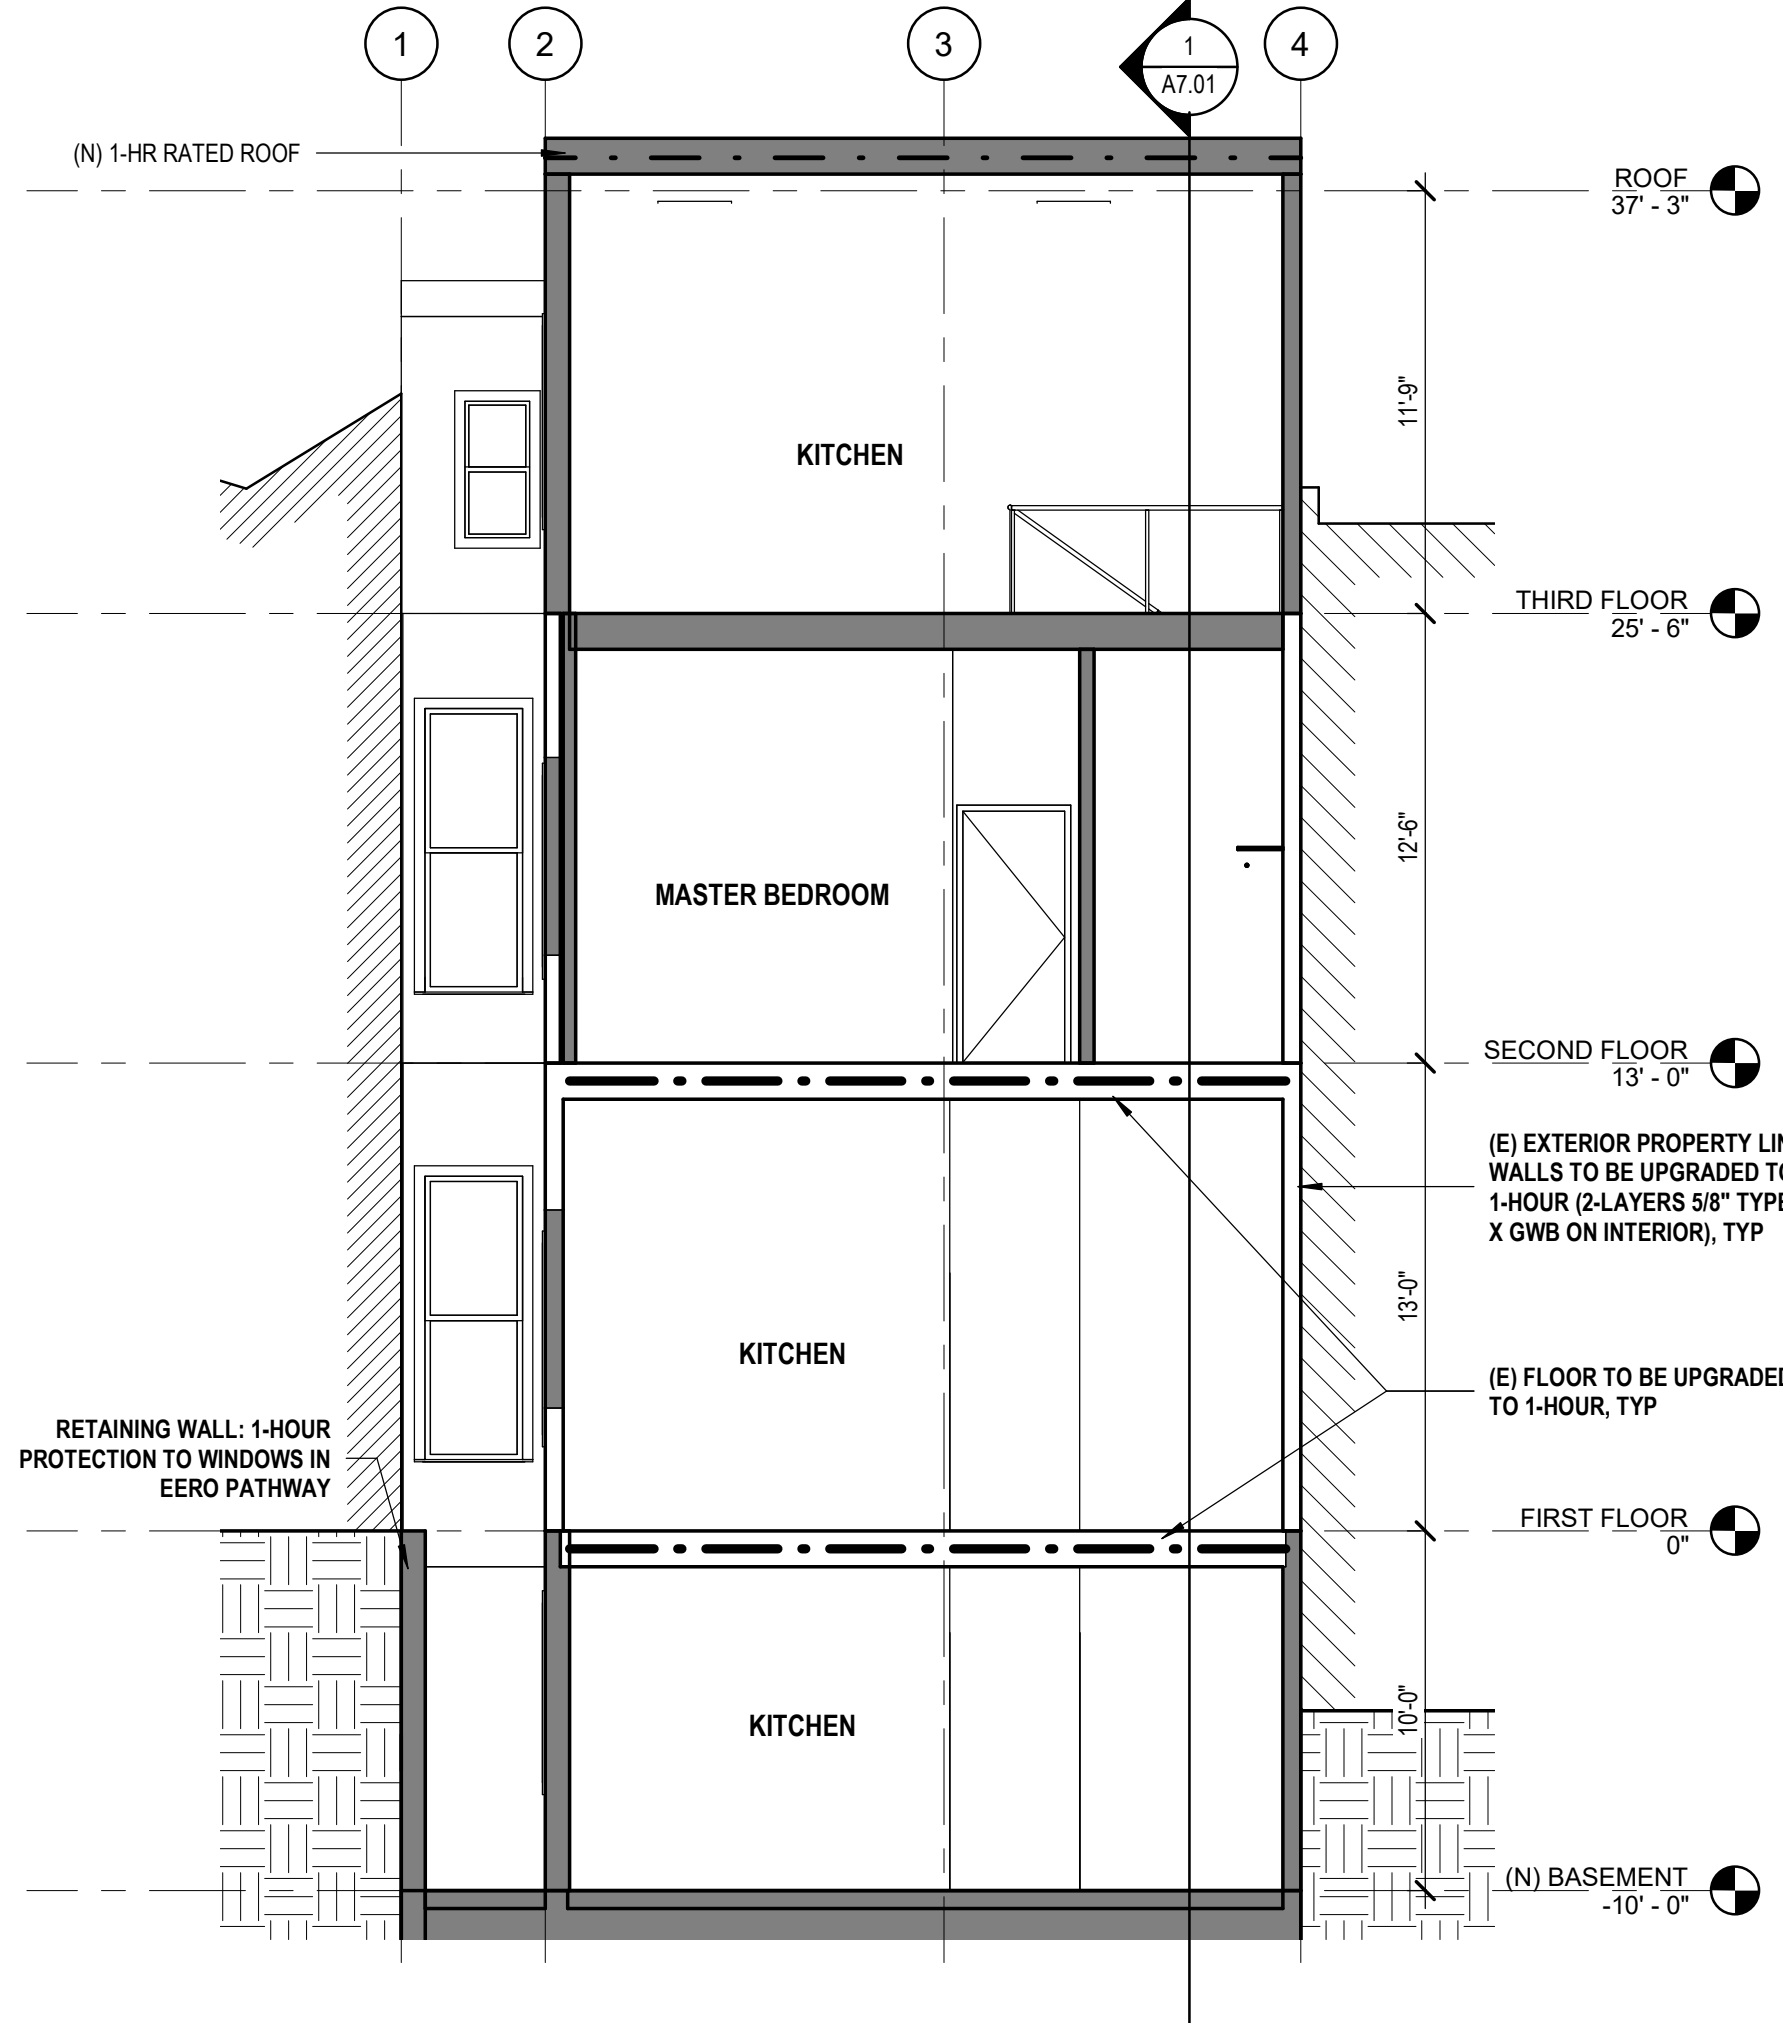 1
2
3
1
A7.01
4
(N) 1-HR RATED ROOF
ROOF
37' - 3"
11'-9"
KITCHEN
THIRD FLOOR
25' - 6"
12'-6"
MASTER BEDROOM
SECOND FLOOR
13' - 0"
(E) EXTERIOR PROPERTY LIN
WALLS TO BE UPGRADED TO
1-HOUR (2-LAYERS 5/8" TYPE
X GWB ON INTERIOR), TYP
13'-0"
KITCHEN
(E) FLOOR TO BE UPGRADED
TO 1-HOUR, TYP
RETAINING WALL: 1-HOUR
PROTECTION TO WINDOWS IN
EERO PATHWAY
FIRST FLOOR
0"
10'-0"
KITCHEN
(N) BASEMENT
-10' - 0"